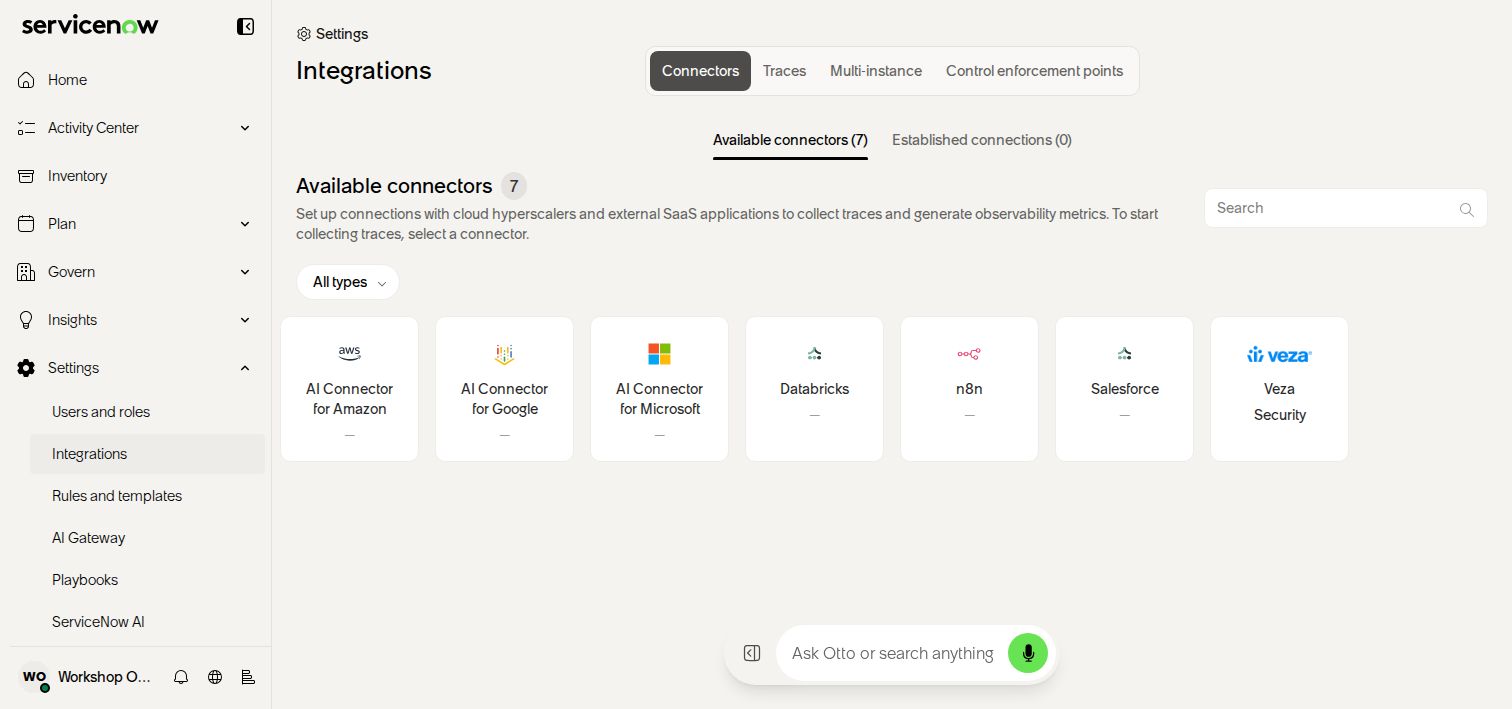 servicenow
Home
Activity Center
Inventory
Plan
Govern
Insights
Settings
Users and roles
Integrations
Rules and templates
AI Gateway
Playbooks
ServiceNow AI
WO
Workshop O...
Settings
Integrations
Connectors
Traces
Multi-instance
Control enforcement points
Available connectors (7)
Established connections (0)
Available connectors 7
Set up connections with cloud hyperscalers and external SaaS applications to collect traces and generate observability metrics. To start
collecting traces, select a connector.
Search
All types
aws
AI Connector
for Amazon
—
AI Connector
for Google
—
AI Connector
for Microsoft
—
Databricks
—
n8n
—
Salesforce
—
veza
Veza
Security
Ask Otto or search anything